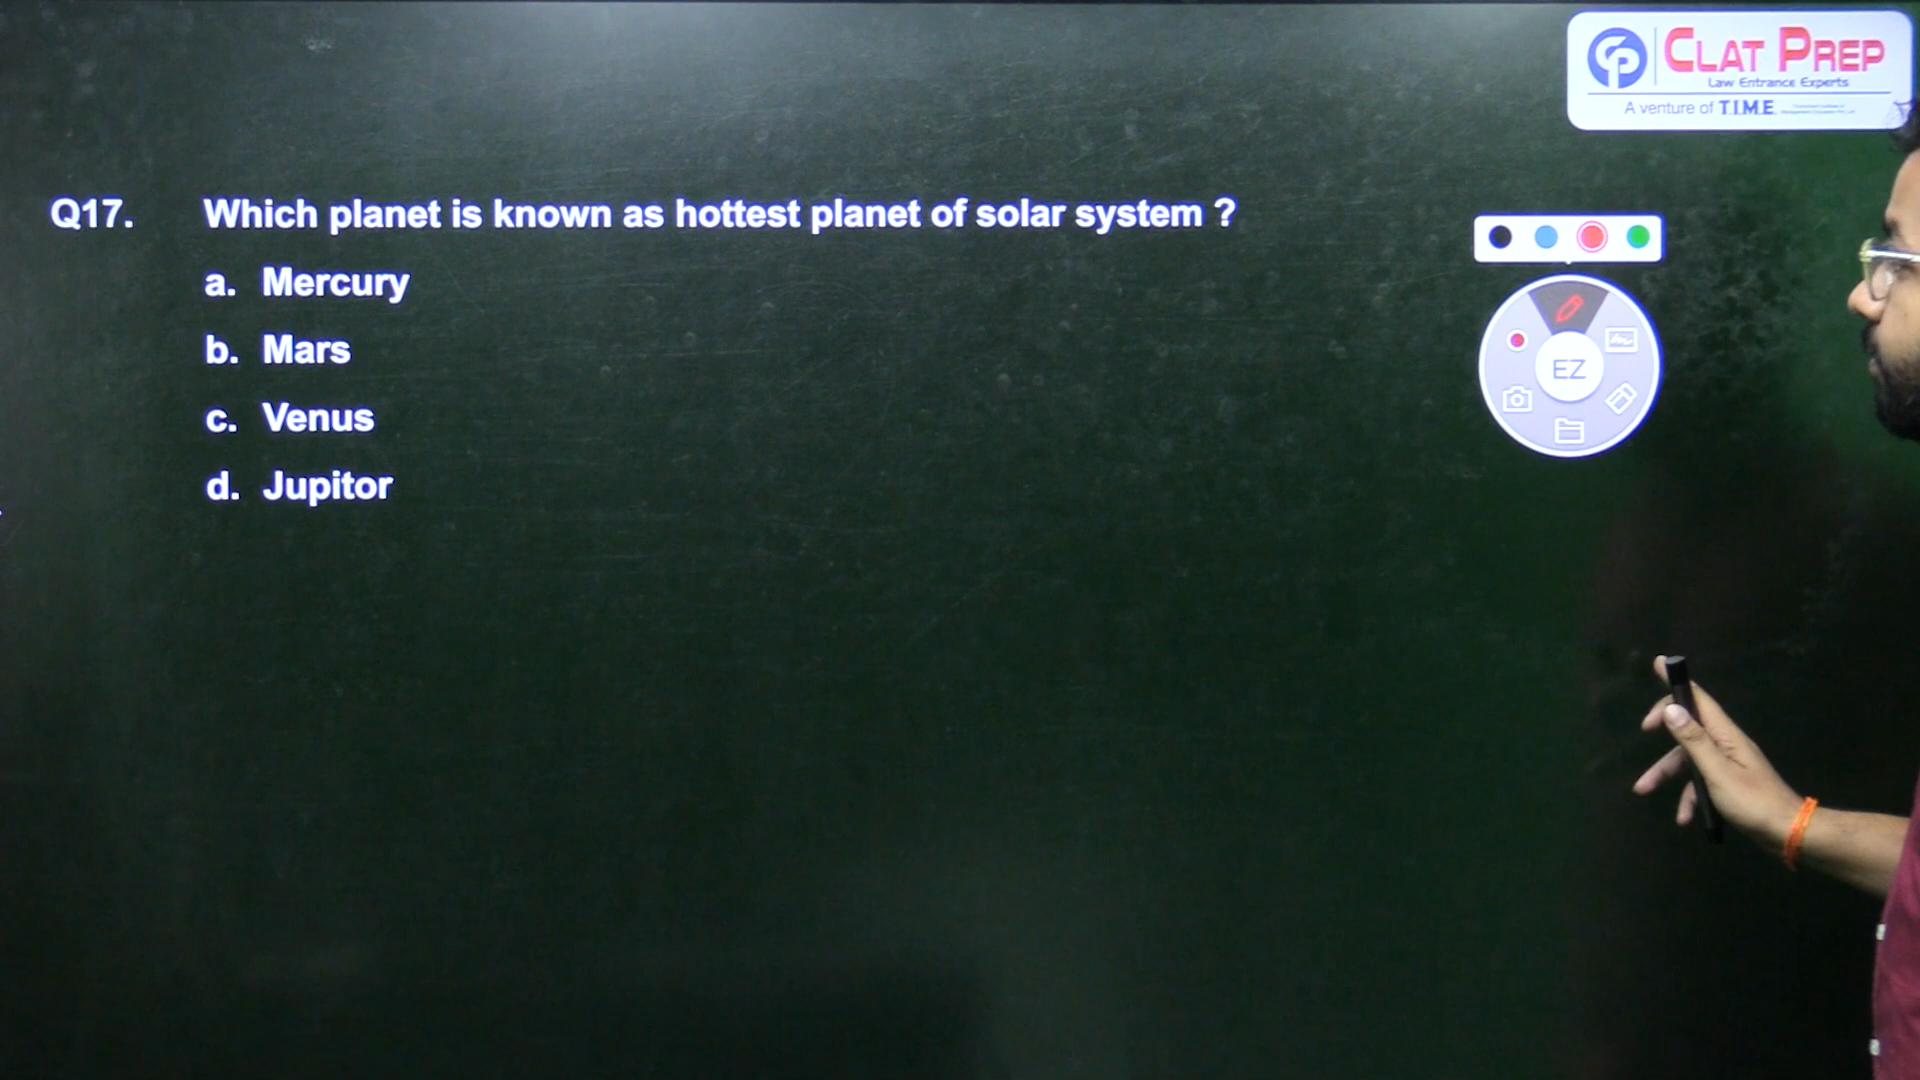 CLAT PREP
Law Entrance Experts
A venture of T.I.M.E.
Q17. Which planet is known as hottest planet of solar system ?
a. Mercury
b. Mars
c. Venus
d. Jupitor
EZ